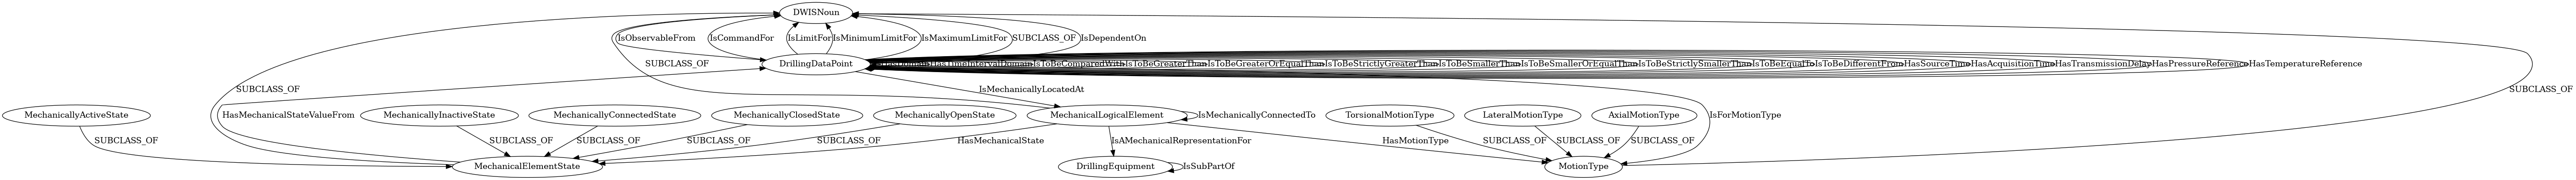 DWISNoun
IsObservableFrom
IsCommandFor
IsLimitFor
IsMinimumLimitFor
IsMaximumLimitFor
SUBCLASS_OF
IsDependentOn
DrillingDataPoint
SUBCLASS_OF
HasTimeIntervalDomain
IsToBeComparedWith
IsToBeGreaterThan
IsToBeGreaterOrEqualThan
IsToBeStrictlyGreaterThan
IsToBeSmallerThan
IsToBeSmallerOrEqualThan
IsToBeStrictlySmallerThan
IsToBeEqualTo
IsToBeDifferentFrom
HasSourceTime
HasAcquisitionTime
HasTransmissionDelay
HasPressureReference
HasTemperatureReference
SUBCLASS_OF
IsMechanicallyLocatedAt
SUBCLASS_OF
MechanicallyActiveState
HasMechanicalStateValueFrom
MechanicallyInactiveState
MechanicallyConnectedState
MechanicallyClosedState
MechanicallyOpenState
MechanicalLogicalElement
IsMechanicallyConnectedTo
TorsionalMotionType
LateralMotionType
AxialMotionType
IsForMotionType
SUBCLASS_OF
SUBCLASS_OF
SUBCLASS_OF
SUBCLASS_OF
SUBCLASS_OF
HasMechanicalState
IsAMechanicalRepresentationFor
HasMotionType
SUBCLASS_OF
SUBCLASS_OF
SUBCLASS_OF
MechanicalElementState
DrillingEquipment
IsSubPartOf
MotionType